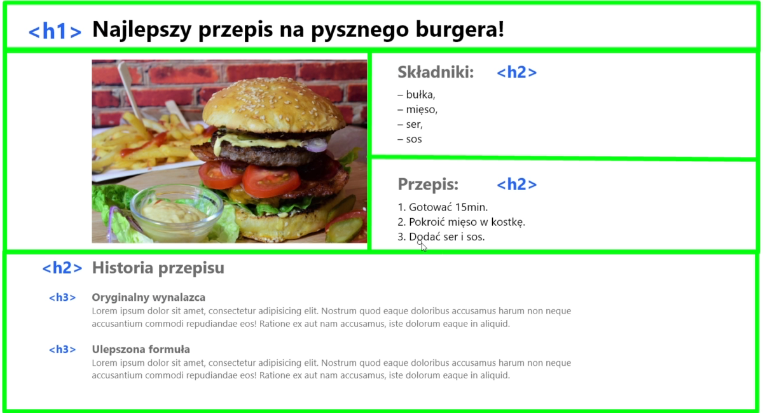 <h1> Najlepszy przepis na pysznego burgera!
Składniki: <h2>
– bułka,
– mięso,
– ser,
– sos
Przepis: <h2>
1. Gotować 15min.
2. Pokroić mięso w kostkę.
3. Dodać ser i sos.
<h2> Historia przepisu
<h3> Oryginalny wynalazca
Lorem ipsum dolor sit amet, consectetur adipisicing elit. Nostrum quod eaque doloribus accusamus harum non neque
accusantium commodi repudiandae eos! Ratione ex aut nam accusamus, iste dolorum eaque in aliquid.
<h3> Ulepszona formuła
Lorem ipsum dolor sit amet, consectetur adipisicing elit. Nostrum quod eaque doloribus accusamus harum non neque
accusantium commodi repudiandae eos! Ratione ex aut nam accusamus, iste dolorum eaque in aliquid.